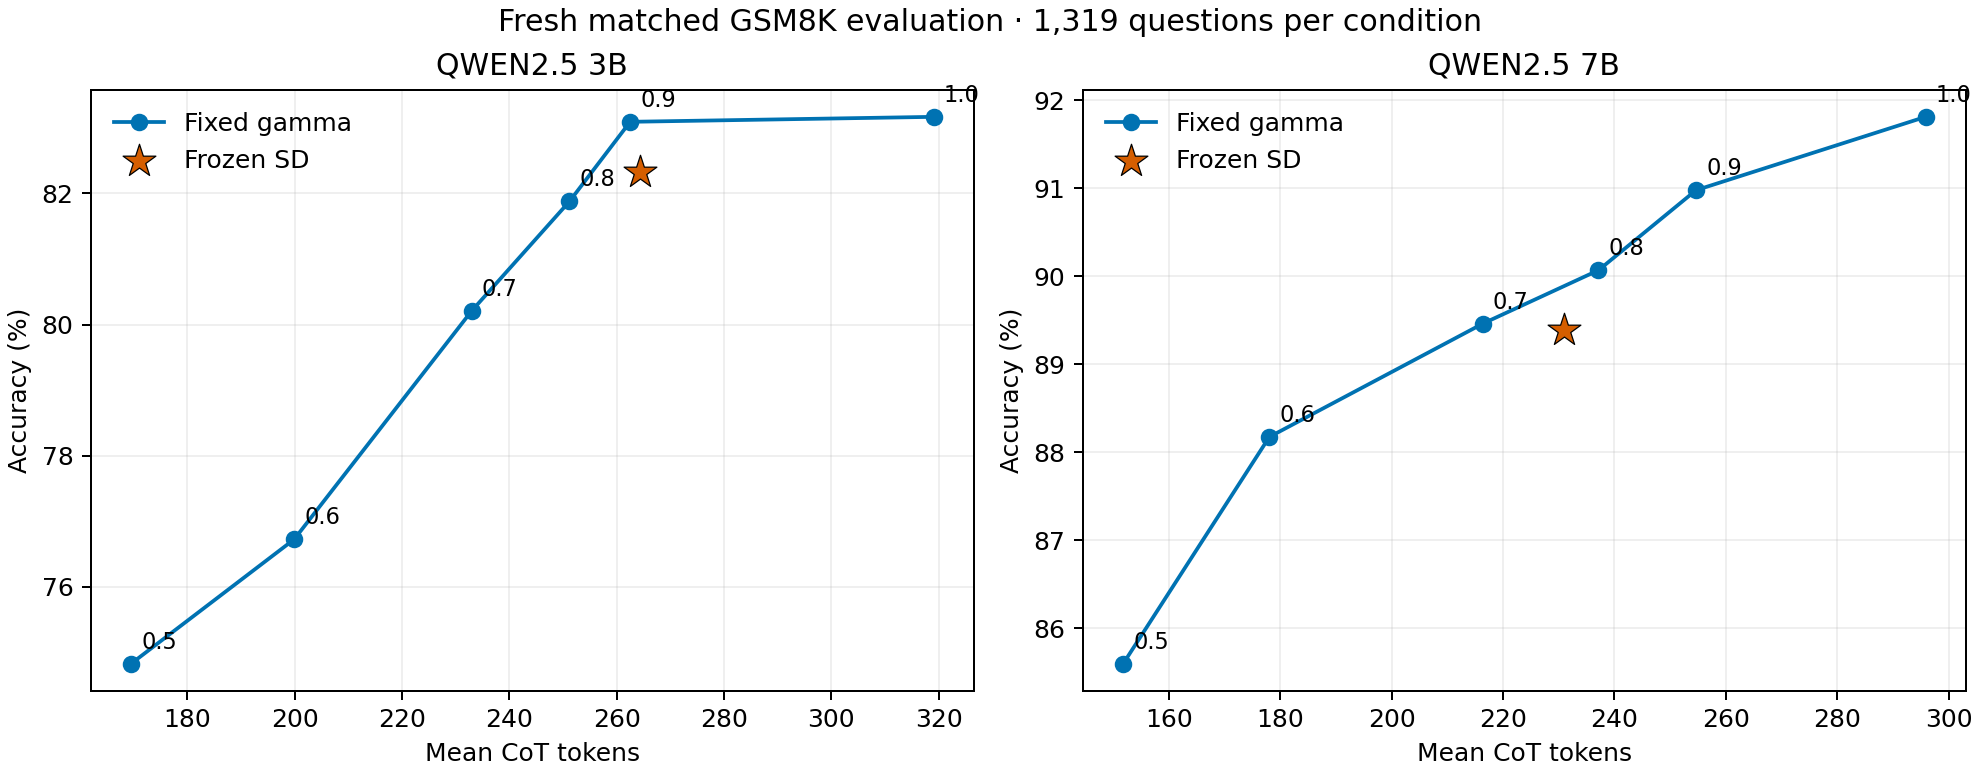 Fresh matched GSM8K evaluation · 1,319 questions per condition
QWEN2.5 3B
Fixed gamma
Frozen SD
0.5
0.6
0.7
0.8
0.9
1.0
82
80
78
76
Accuracy (%)
180 200 220 240 260 280 300 320
Mean CoT tokens
QWEN2.5 7B
Fixed gamma
Frozen SD
0.5
0.6
0.7
0.8
0.9
1.0
92
91
90
89
88
87
86
Accuracy (%)
160 180 200 220 240 260 280 300
Mean CoT tokens